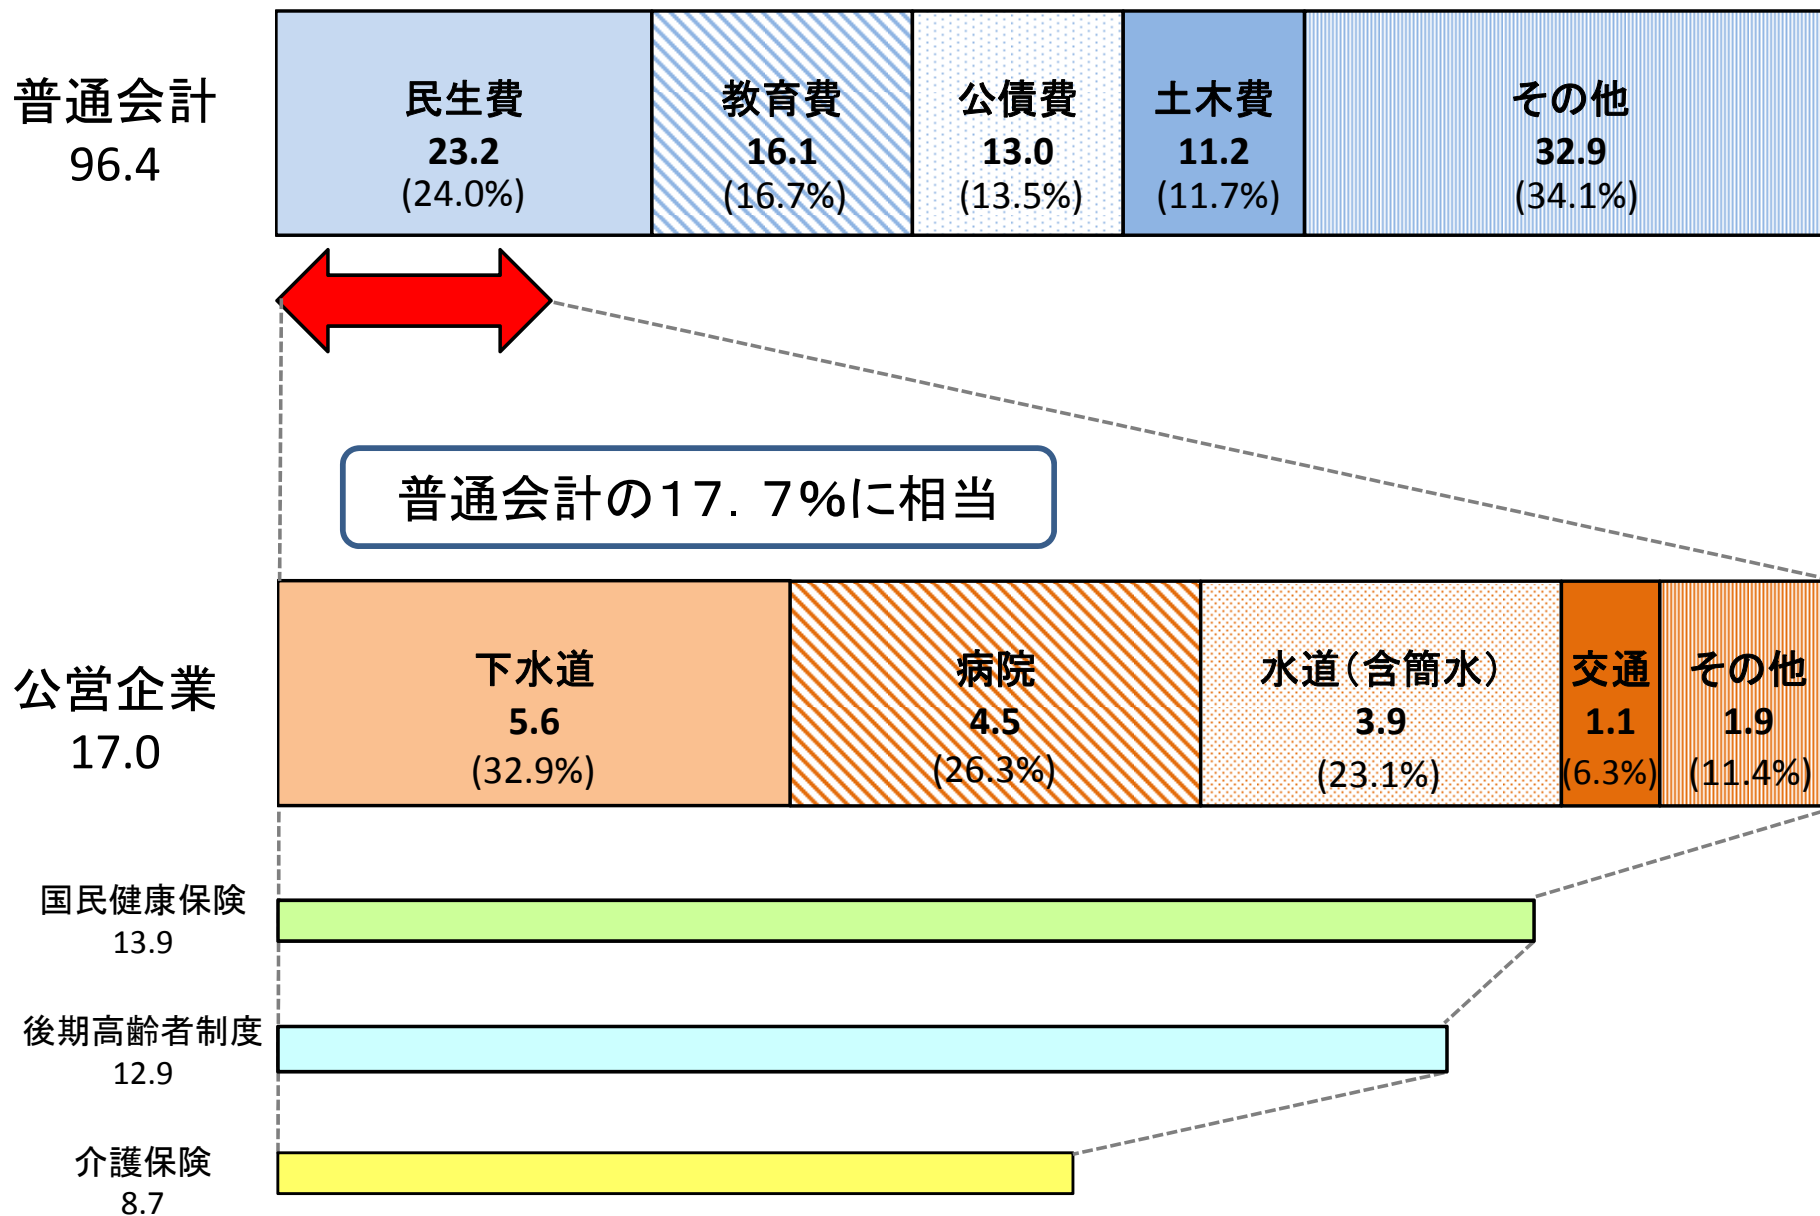 普通会計
96.4
民生費
23.2
(24.0%)
教育費
16.1
(16.7%)
公債費
13.0
(13.5%)
土木費
11.2
(11.7%)
その他
32.9
(34.1%)
普通会計の17．7%に相当
公営企業
17.0
下水道
5.6
(32.9%)
病院
4.5
(26.3%)
水道（含簡水）
3.9
(23.1%)
交通
1.1
(6.3%)
その他
1.9
(11.4%)
国民健康保険
13.9
後期高齢者制度
12.9
介護保険
8.7